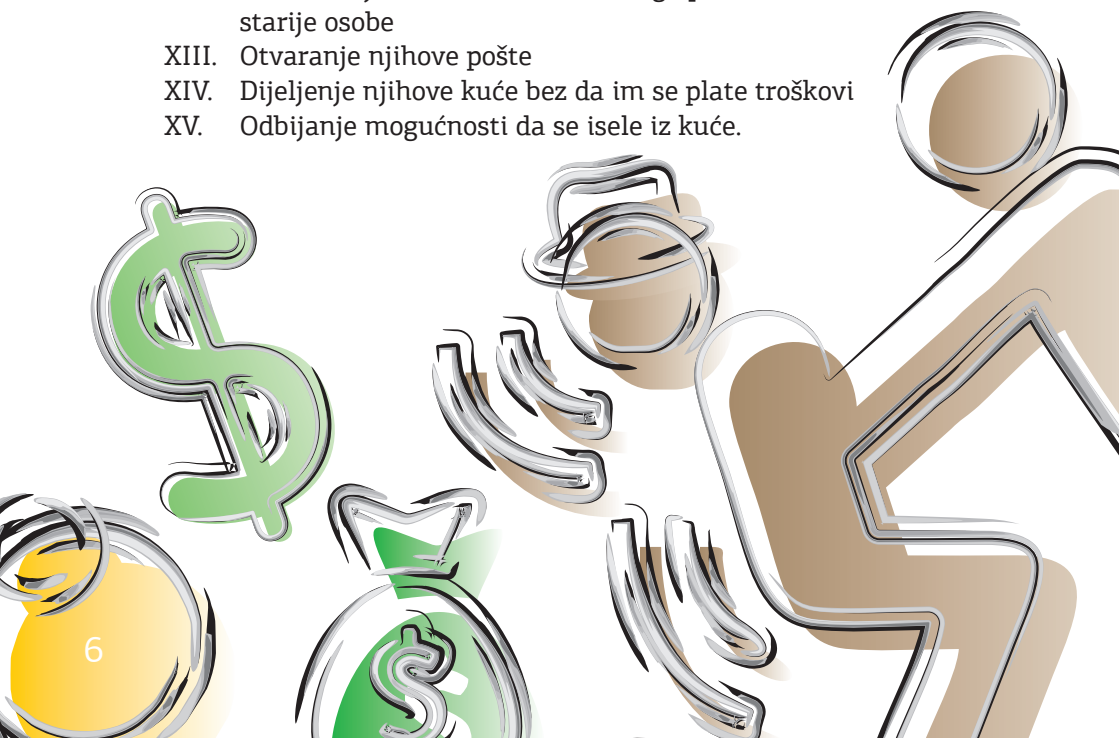 starije osobe
XIII. Otvaranje njihove pošte
XIV. Dijeljenje njihove kuće bez da im se plate troškovi
XV. Odbijanje mogućnosti da se isele iz kuće.
$
$
6